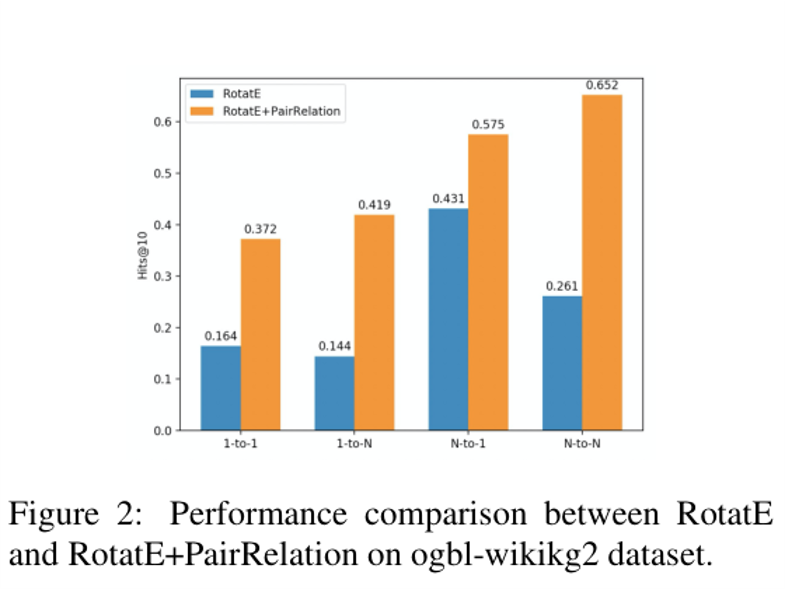 RotatE
RotatE+PairRelation
Hits@10
0.6
0.5
0.4
0.3
0.2
0.1
0.0
0.164
0.372
0.144
0.419
0.431
0.575
0.261
0.652
1-to-1
1-to-N
N-to-1
N-to-N
Figure 2: Performance comparison between RotatE
and RotatE+PairRelation on ogbl-wikikg2 dataset.